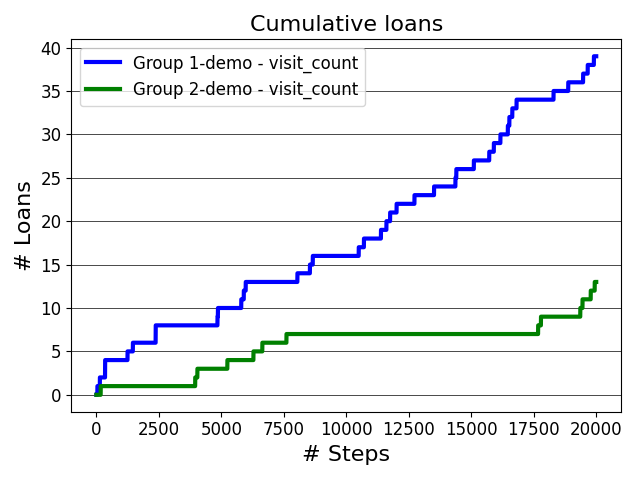 Cumulative loans
Group 1-demo - visit_count
Group 2-demo - visit_count
# Loans
40
35
30
25
20
15
10
5
0
0 2500 5000 7500 10000 12500 15000 17500 20000
# Steps